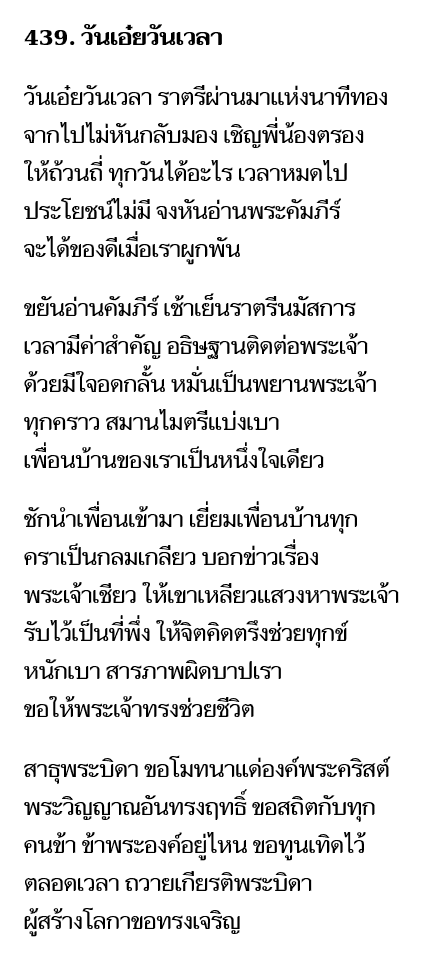 439. วันเอ๋ยวันเวลา
วันเอ๋ยวันเวลา ราตรีผ่านมาแห่งนาทีทอง
จากไปไม่หันกลับมอง เชิญพี่น้องตรอง
ให้ถ้วนถี่ ทุกวันได้อะไร เวลาหมดไป
ประโยชน์ไม่มี จงหันอ่านพระคัมภีร์
จะได้ของดีเมื่อเราผูกพัน
ขยันอ่านคัมภีร์ เช้าเย็นราตรีนมัสการ
เวลามีค่าสำคัญ อธิษฐานติดต่อพระเจ้า
ด้วยมีใจอดกลั้น หมั่นเป็นพยานพระเจ้า
ทุกคราว สมานไมตรีแบ่งเบา
เพื่อนบ้านของเราเป็นหนึ่งใจเดียว
ชักนำเพื่อนเข้ามา เยี่ยมเพื่อนบ้านทุก
คราเป็นกลมเกลียว บอกข่าวเรื่อง
พระเจ้าเชียว ให้เขาเหลียวแสวงหาพระเจ้า
รับไว้เป็นที่พึ่ง ให้จิตคิดตรึงช่วยทุกข์
หนักเบา สารภาพผิดบาปเรา
ขอให้พระเจ้าทรงช่วยชีวิต
สาธุพระบิดา ขอโมทนาแด่องค์พระคริสต์
พระวิญญาณอันทรงฤทธิ์ ขอสถิตกับทุก
คนข้า ข้าพระองค์อยู่ไหน ขอทูนเทิดไว้
ตลอดเวลา ถวายเกียรติพระบิดา
ผู้สร้างโลกาขอทรงเจริญ